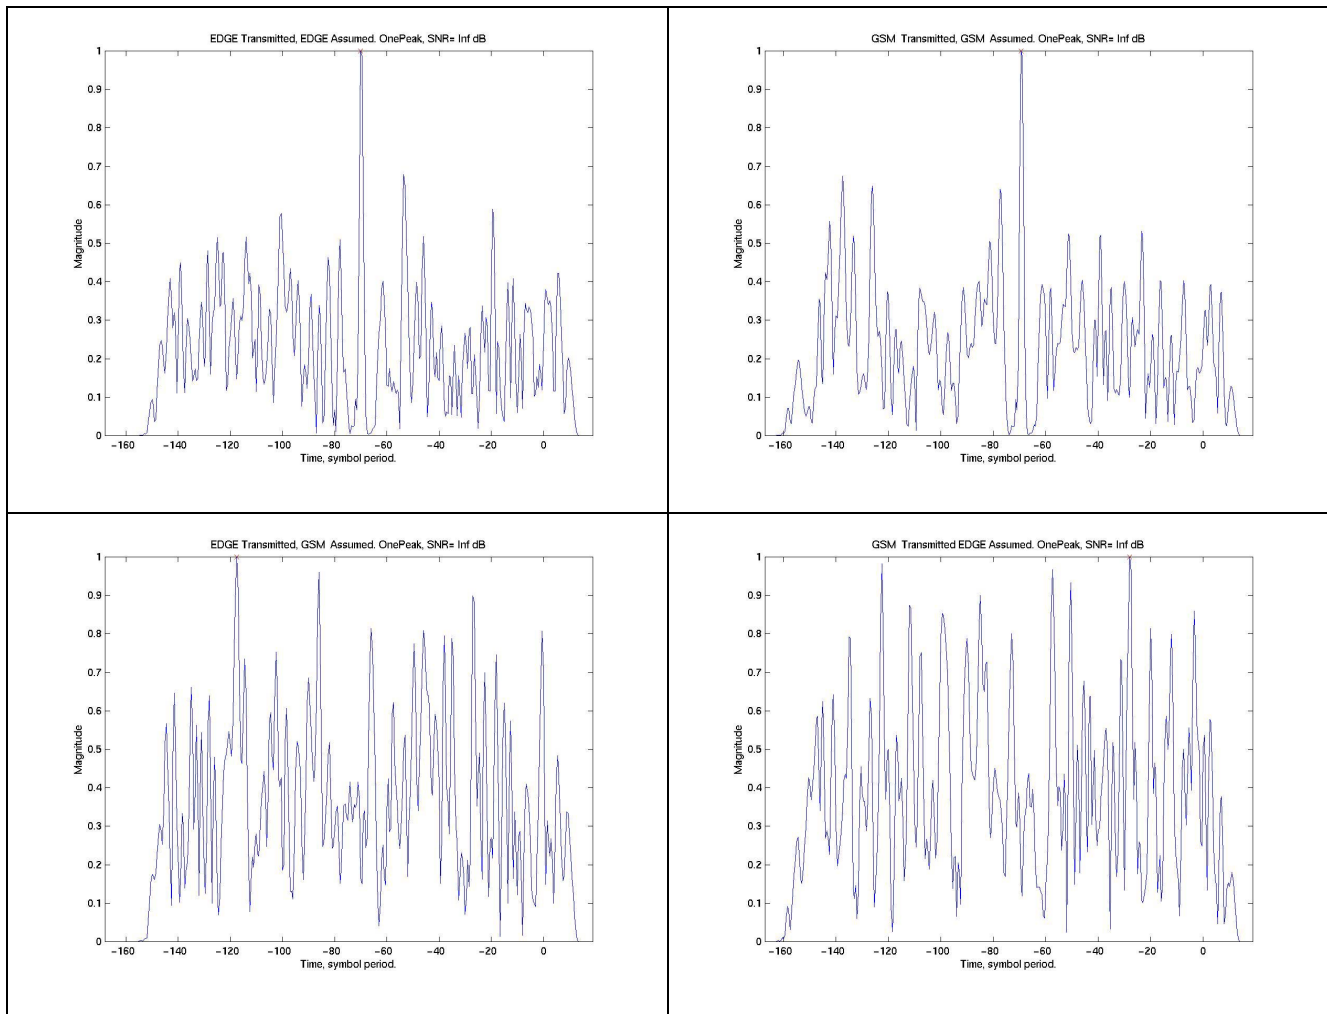 EDGE Transmitted, EDGE Assumed. OnePeak, SNR= Inf dB
1
0.9
0.8
0.7
0.6
0.5
0.4
0.3
0.2
0.1
0
Magnitude
-160 -140 -120 -100 -80 -60 -40 -20 0
Time, symbol period.
GSM Transmitted, GSM Assumed. OnePeak, SNR= Inf dB
1
0.9
0.8
0.7
0.6
0.5
0.4
0.3
0.2
0.1
0
Magnitude
-160 -140 -120 -100 -80 -60 -40 -20 0
Time, symbol period.
EDGE Transmitted, GSM Assumed. OnePeak, SNR= Inf dB
1
0.9
0.8
0.7
0.6
0.5
0.4
0.3
0.2
0.1
0
Magnitude
-160 -140 -120 -100 -80 -60 -40 -20 0
Time, symbol period.
GSM Transmitted EDGE Assumed. OnePeak, SNR= Inf dB
1
0.9
0.8
0.7
0.6
0.5
0.4
0.3
0.2
0.1
0
Magnitude
-160 -140 -120 -100 -80 -60 -40 -20 0
Time, symbol period.